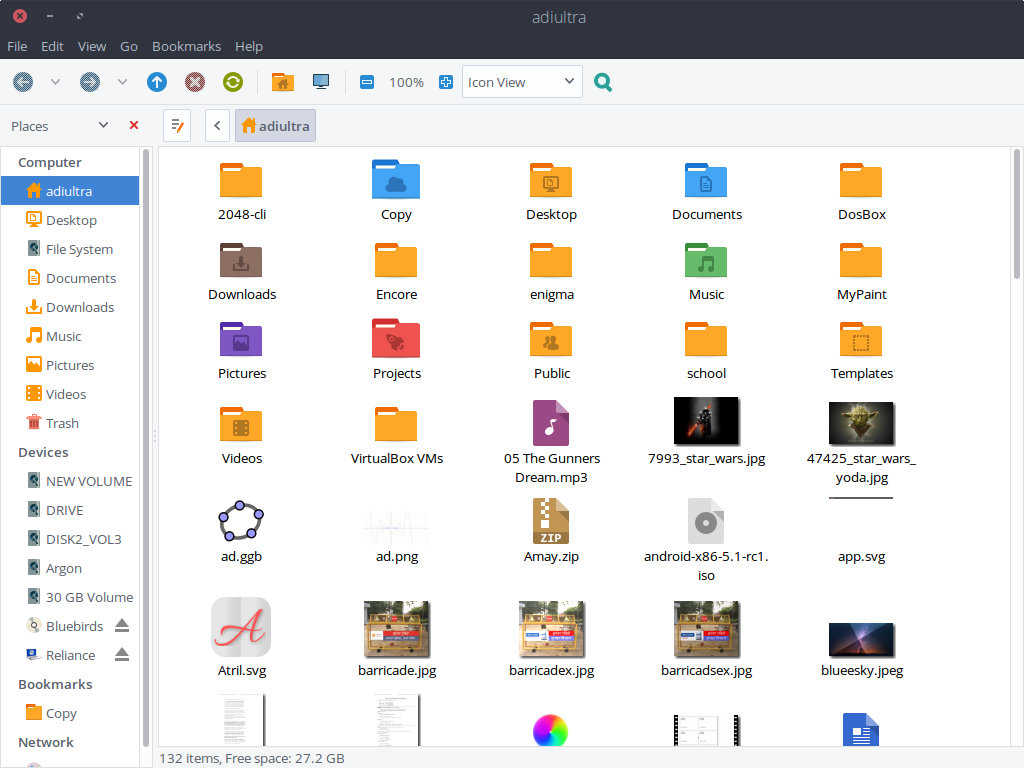 adiultra
File Edit View Go Bookmarks Help
100% Icon View
Places adiultra
Computer
adiultra
Desktop
File System
Documents
Downloads
Music
Pictures
Videos
Trash
Devices
NEW VOLUME
DRIVE
DISK2_VOL3
Argon
30 GB Volume
Bluebirds
Reliance
Bookmarks
Copy
Network
2048-cli Copy Desktop Documents DosBox
Downloads Encore enigma Music MyPaint
Pictures Projects Public school Templates
Videos VirtualBox VMs 05 The Gunners 7993_star_wars.jpg 47425_star_wars_
Dream.mp3 yoda.jpg
ZIP
ad.ggb ad.png Amay.zip android-x86-5.1-rc1. app.svg
iso
A
Atril.svg barricade.jpg barricadex.jpg barricadsex.jpg blueesky.jpeg
132 items, Free space: 27.2 GB